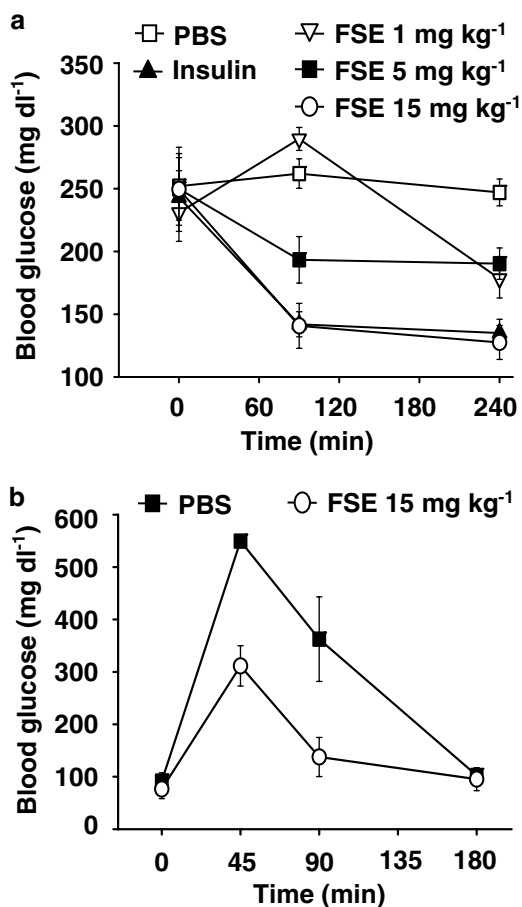 a
PBS
FSE 1 mg kg⁻¹
Insulin
FSE 5 mg kg⁻¹
FSE 15 mg kg⁻¹
350
300
250
200
150
100
Blood glucose (mg dl⁻¹)
0 60 120 180 240
Time (min)
b
PBS
FSE 15 mg kg⁻¹
600
500
400
300
200
100
0
Blood glucose (mg dl⁻¹)
0 45 90 135 180
Time (min)